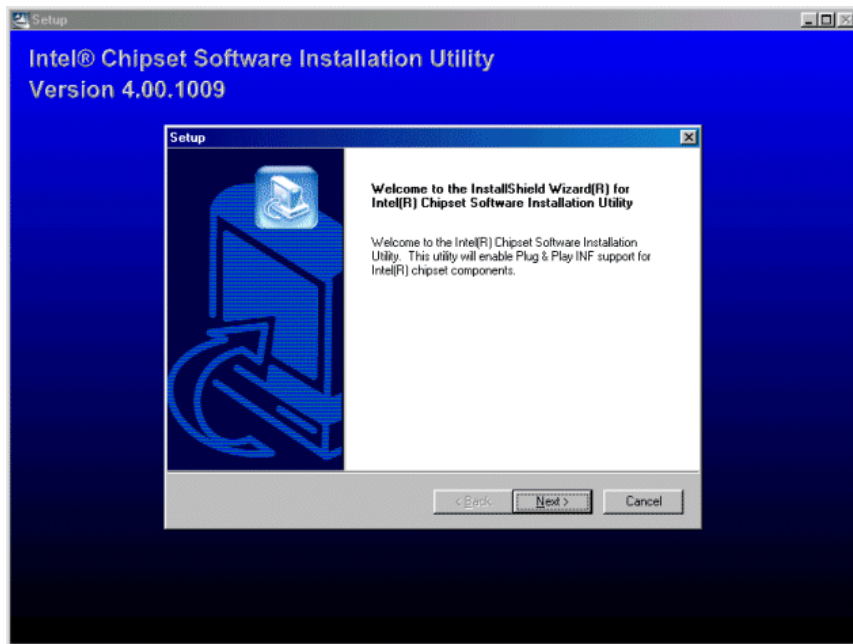 Setup
Intel® Chipset Software Installation Utility
Version 4.00.1009
Setup
Welcome to the InstallShield Wizard(R) for
Intel(R) Chipset Software Installation Utility
Welcome to the Intel(R) Chipset Software Installation
Utility. This utility will enable Plug & Play INF support for
Intel(R) chipset components.
< Back
Next >
Cancel